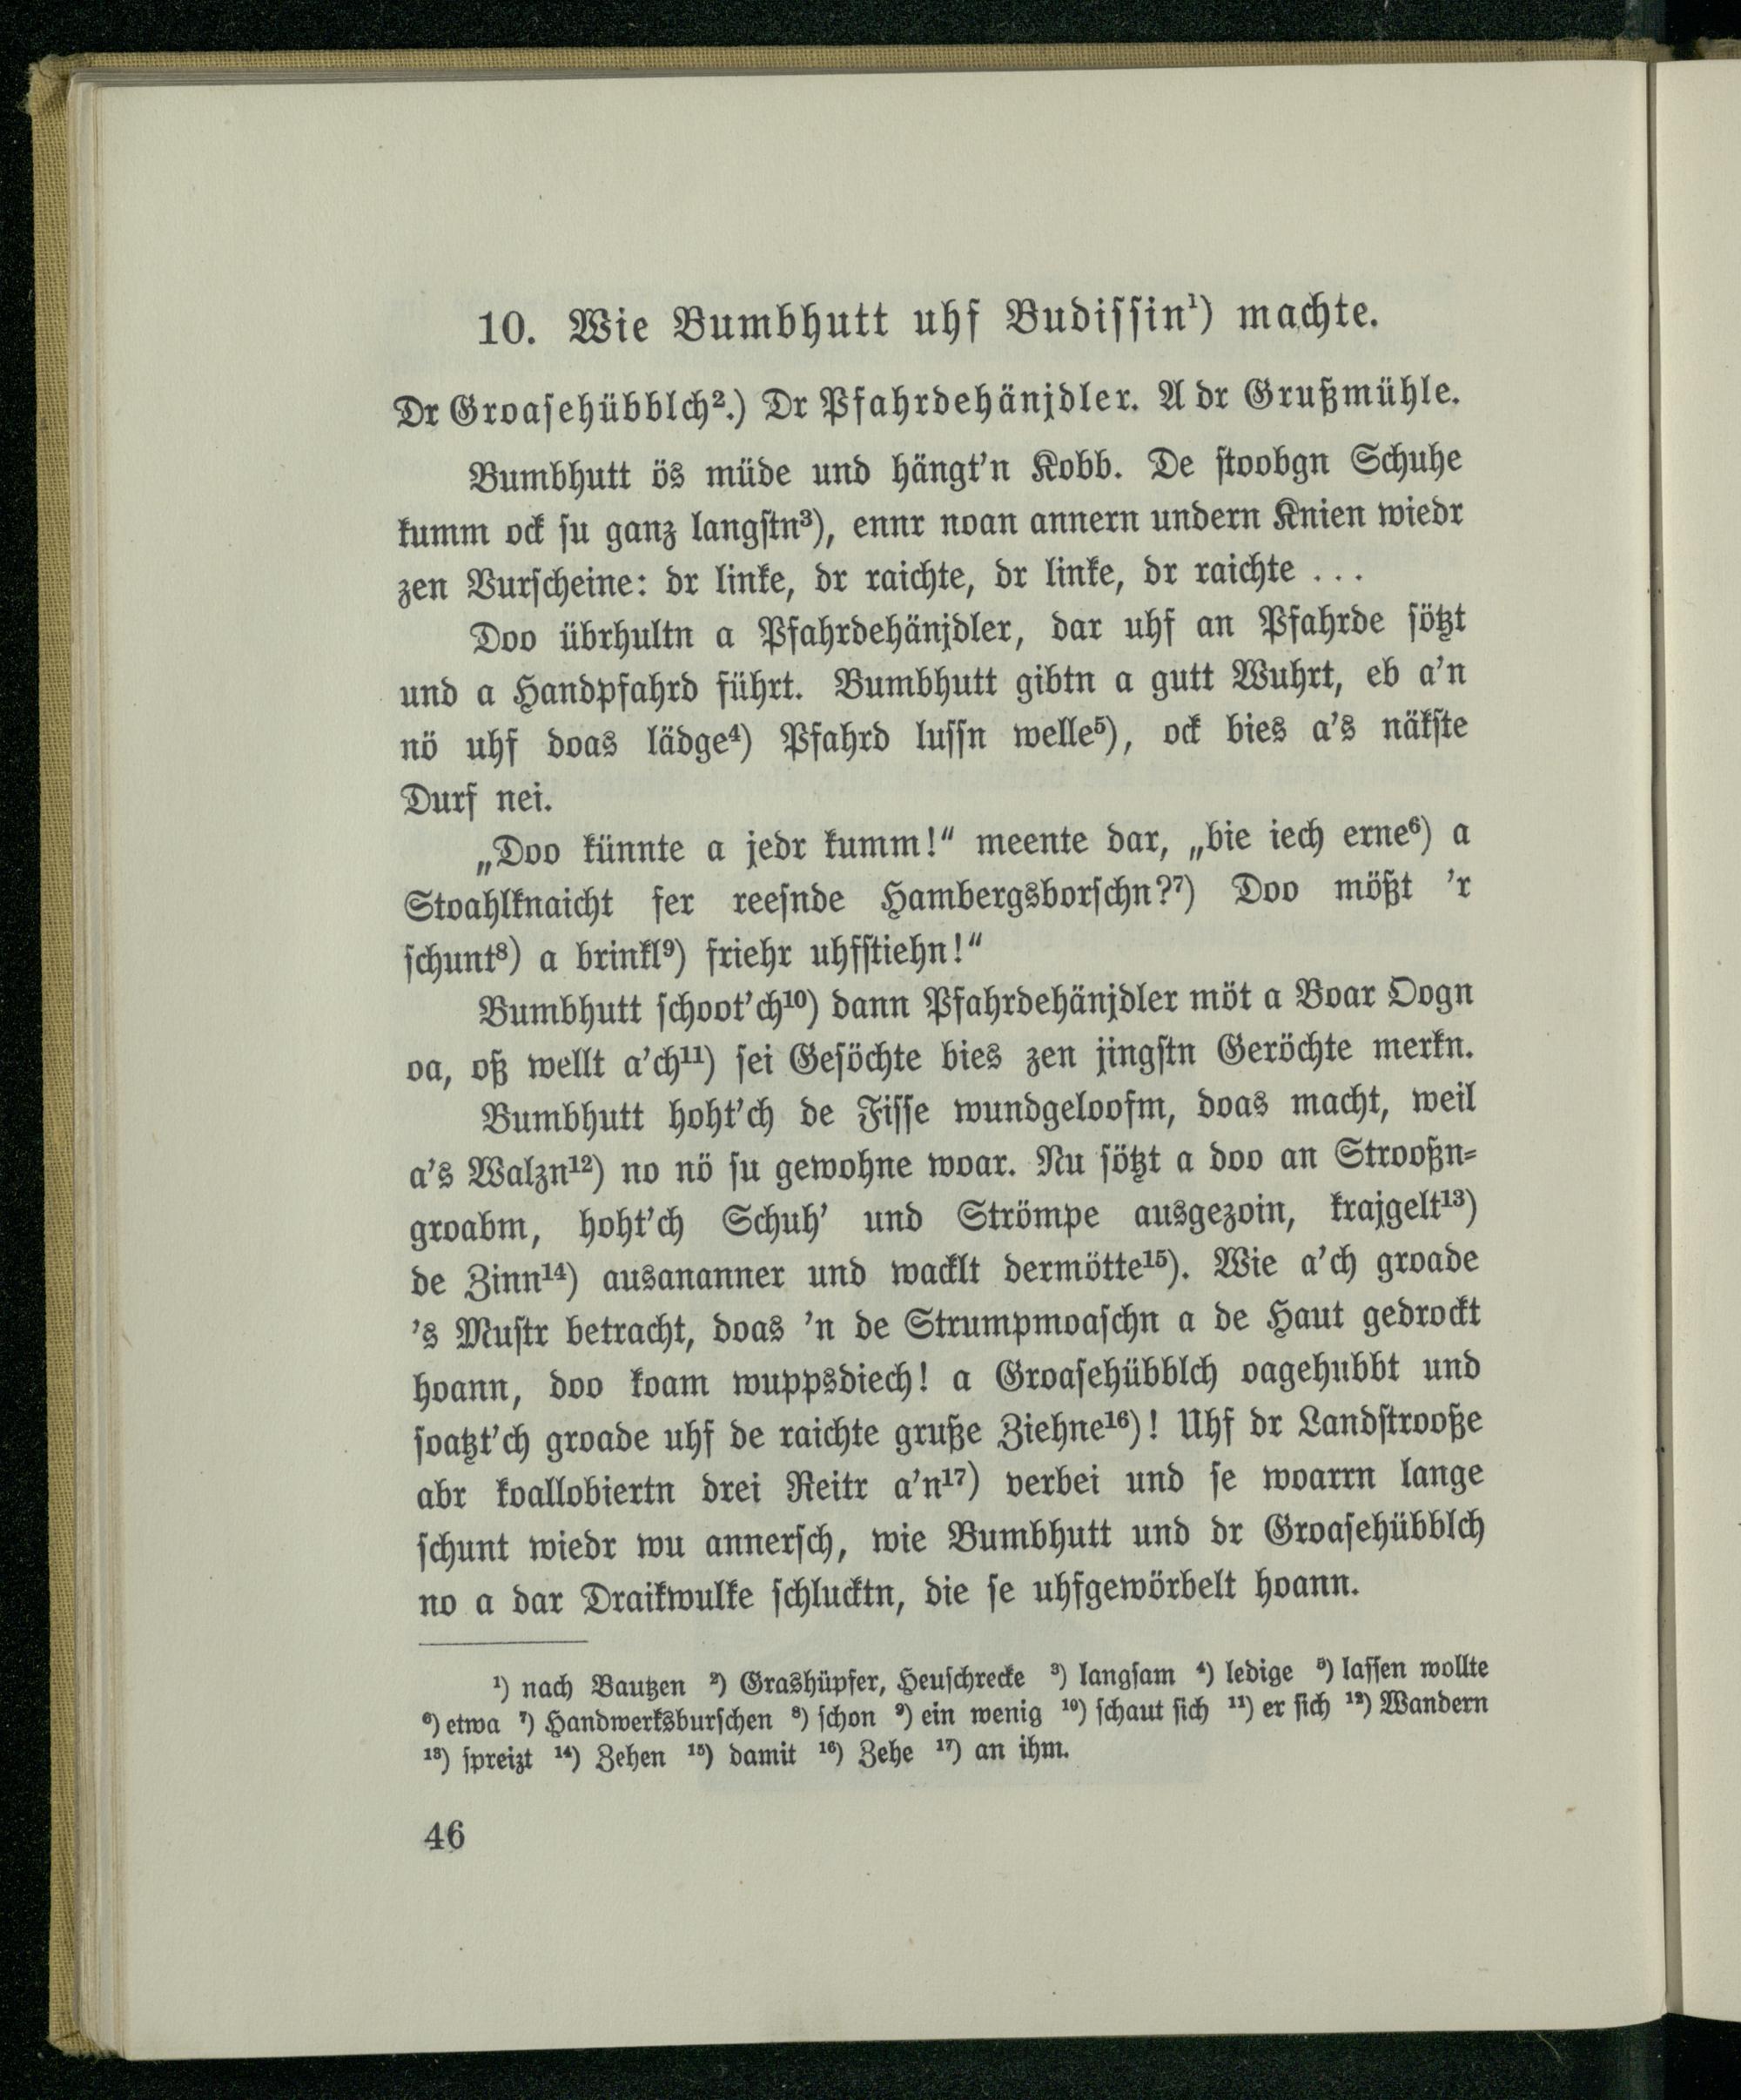 10. Wie Bumbhutt uhf Budissin¹) machte.
Dr Groasehübblch².) Dr Pfahrdehänjdler. A dr Grußmühle.
Bumbhutt ös müde und hängt'n Kobb. De stoobgn Schuhe
kumm ock su ganz langstn³), ennr noan annern undern Knien wiedr
zen Vurscheine: dr linke, dr raichte, dr linke, dr raichte ...
Doo übrhultn a Pfahrdehänjdler, dar uhf an Pfahrde sötzt
und a Handpfahrd führt. Bumbhutt gibtn a gutt Wuhrt, eb a'n
nö uhf doas lädge⁴) Pfahrd lussn welle⁵), ock bies a's näkste
Durf nei.
„Doo künnte a jedr kumm!“ meente dar, „bie iech erne⁶) a
Stoahlknaicht fer reesnde Hambergsborschn?⁷) Doo mößt 'r
schunt⁸) a brinkl⁹) friehr uhfstiehn!“
Bumbhutt schoot'ch¹⁰) dann Pfahrdehänjdler möt a Boar Oogn
oa, oß wellt a'ch¹¹) sei Gesöchte bies zen jingstn Geröchte merkn.
Bumbhutt hoht'ch de Fisse wundgeloofm, doas macht, weil
a's Walzn¹²) no nö su gewohne woar. Nu sötzt a doo an Strooßn-
groabm, hoht'ch Schuh' und Strömpe ausgezoin, krajgelt¹³)
de Zinn¹⁴) ausananner und wacklt dermötte¹⁵). Wie a'ch groade
's Mustr betracht, doas 'n de Strumpmoaschn a de Haut gedrockt
hoann, doo koam wuppsdiech! a Groasehübblch oagehubbt und
soatzt'ch groade uhf de raichte gruße Ziehne¹⁶)! Uhf dr Landstrooße
abr koallobiertn drei Reitr a'n¹⁷) verbei und se woarrn lange
schunt wiedr wu annersch, wie Bumbhutt und dr Groasehübblch
no a dar Draikwulke schlucktn, die se uhfgewörbelt hoann.
¹) nach Bautzen ²) Grashüpfer, Heuschrecke ³) langsam ⁴) ledige ⁵) lassen wollte
⁶) etwa ⁷) Handwerksburschen ⁸) schon ⁹) ein wenig ¹⁰) schaut sich ¹¹) er sich ¹²) Wandern
¹³) spreizt ¹⁴) Zehen ¹⁵) damit ¹⁶) Zehe ¹⁷) an ihm.
46